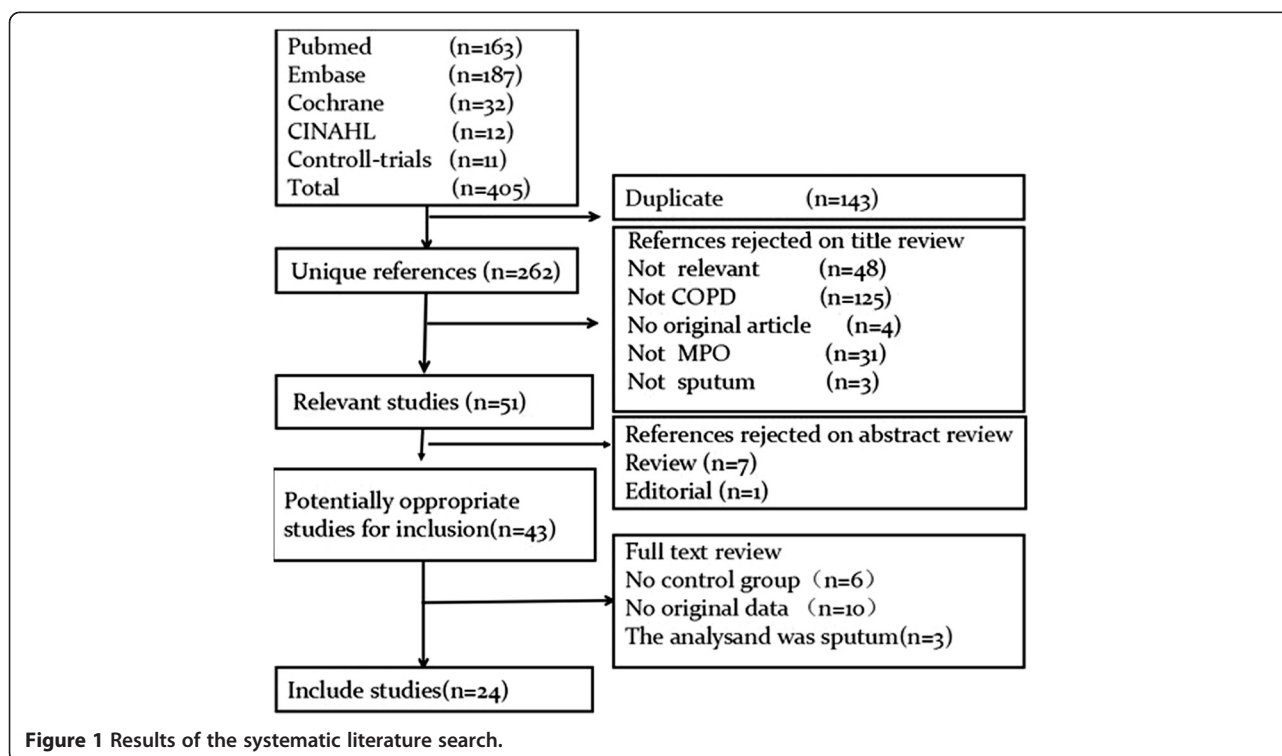 Pubmed (n=163)
Embase (n=187)
Cochrane (n=32)
CINAHL (n=12)
Controll-trials (n=11)
Total (n=405)
Duplicate (n=143)
Unique references (n=262)
Refernces rejected on title review
Not relevant (n=48)
Not COPD (n=125)
No original article (n=4)
Not MPO (n=31)
Not sputum (n=3)
Relevant studies (n=51)
References rejected on abstract review
Review (n=7)
Editorial (n=1)
Potentially oppropriate
studies for inclusion(n=43)
Full text review
No control group（n=6）
No original data （n=10）
The analysand was sputum(n=3)
Include studies(n=24)
Figure 1 Results of the systematic literature search.